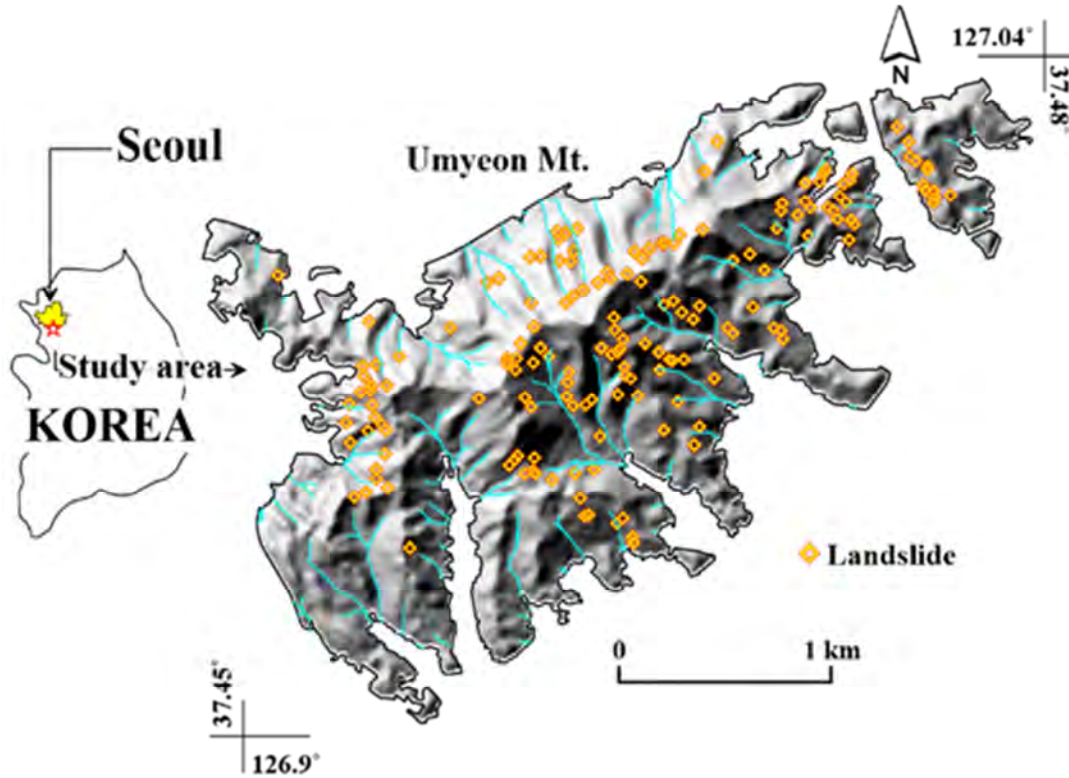 127.04°
37.48°
N
Seoul
Umyeon Mt.
Study area
KOREA
Landslide
0 1 km
37.45°
126.9°